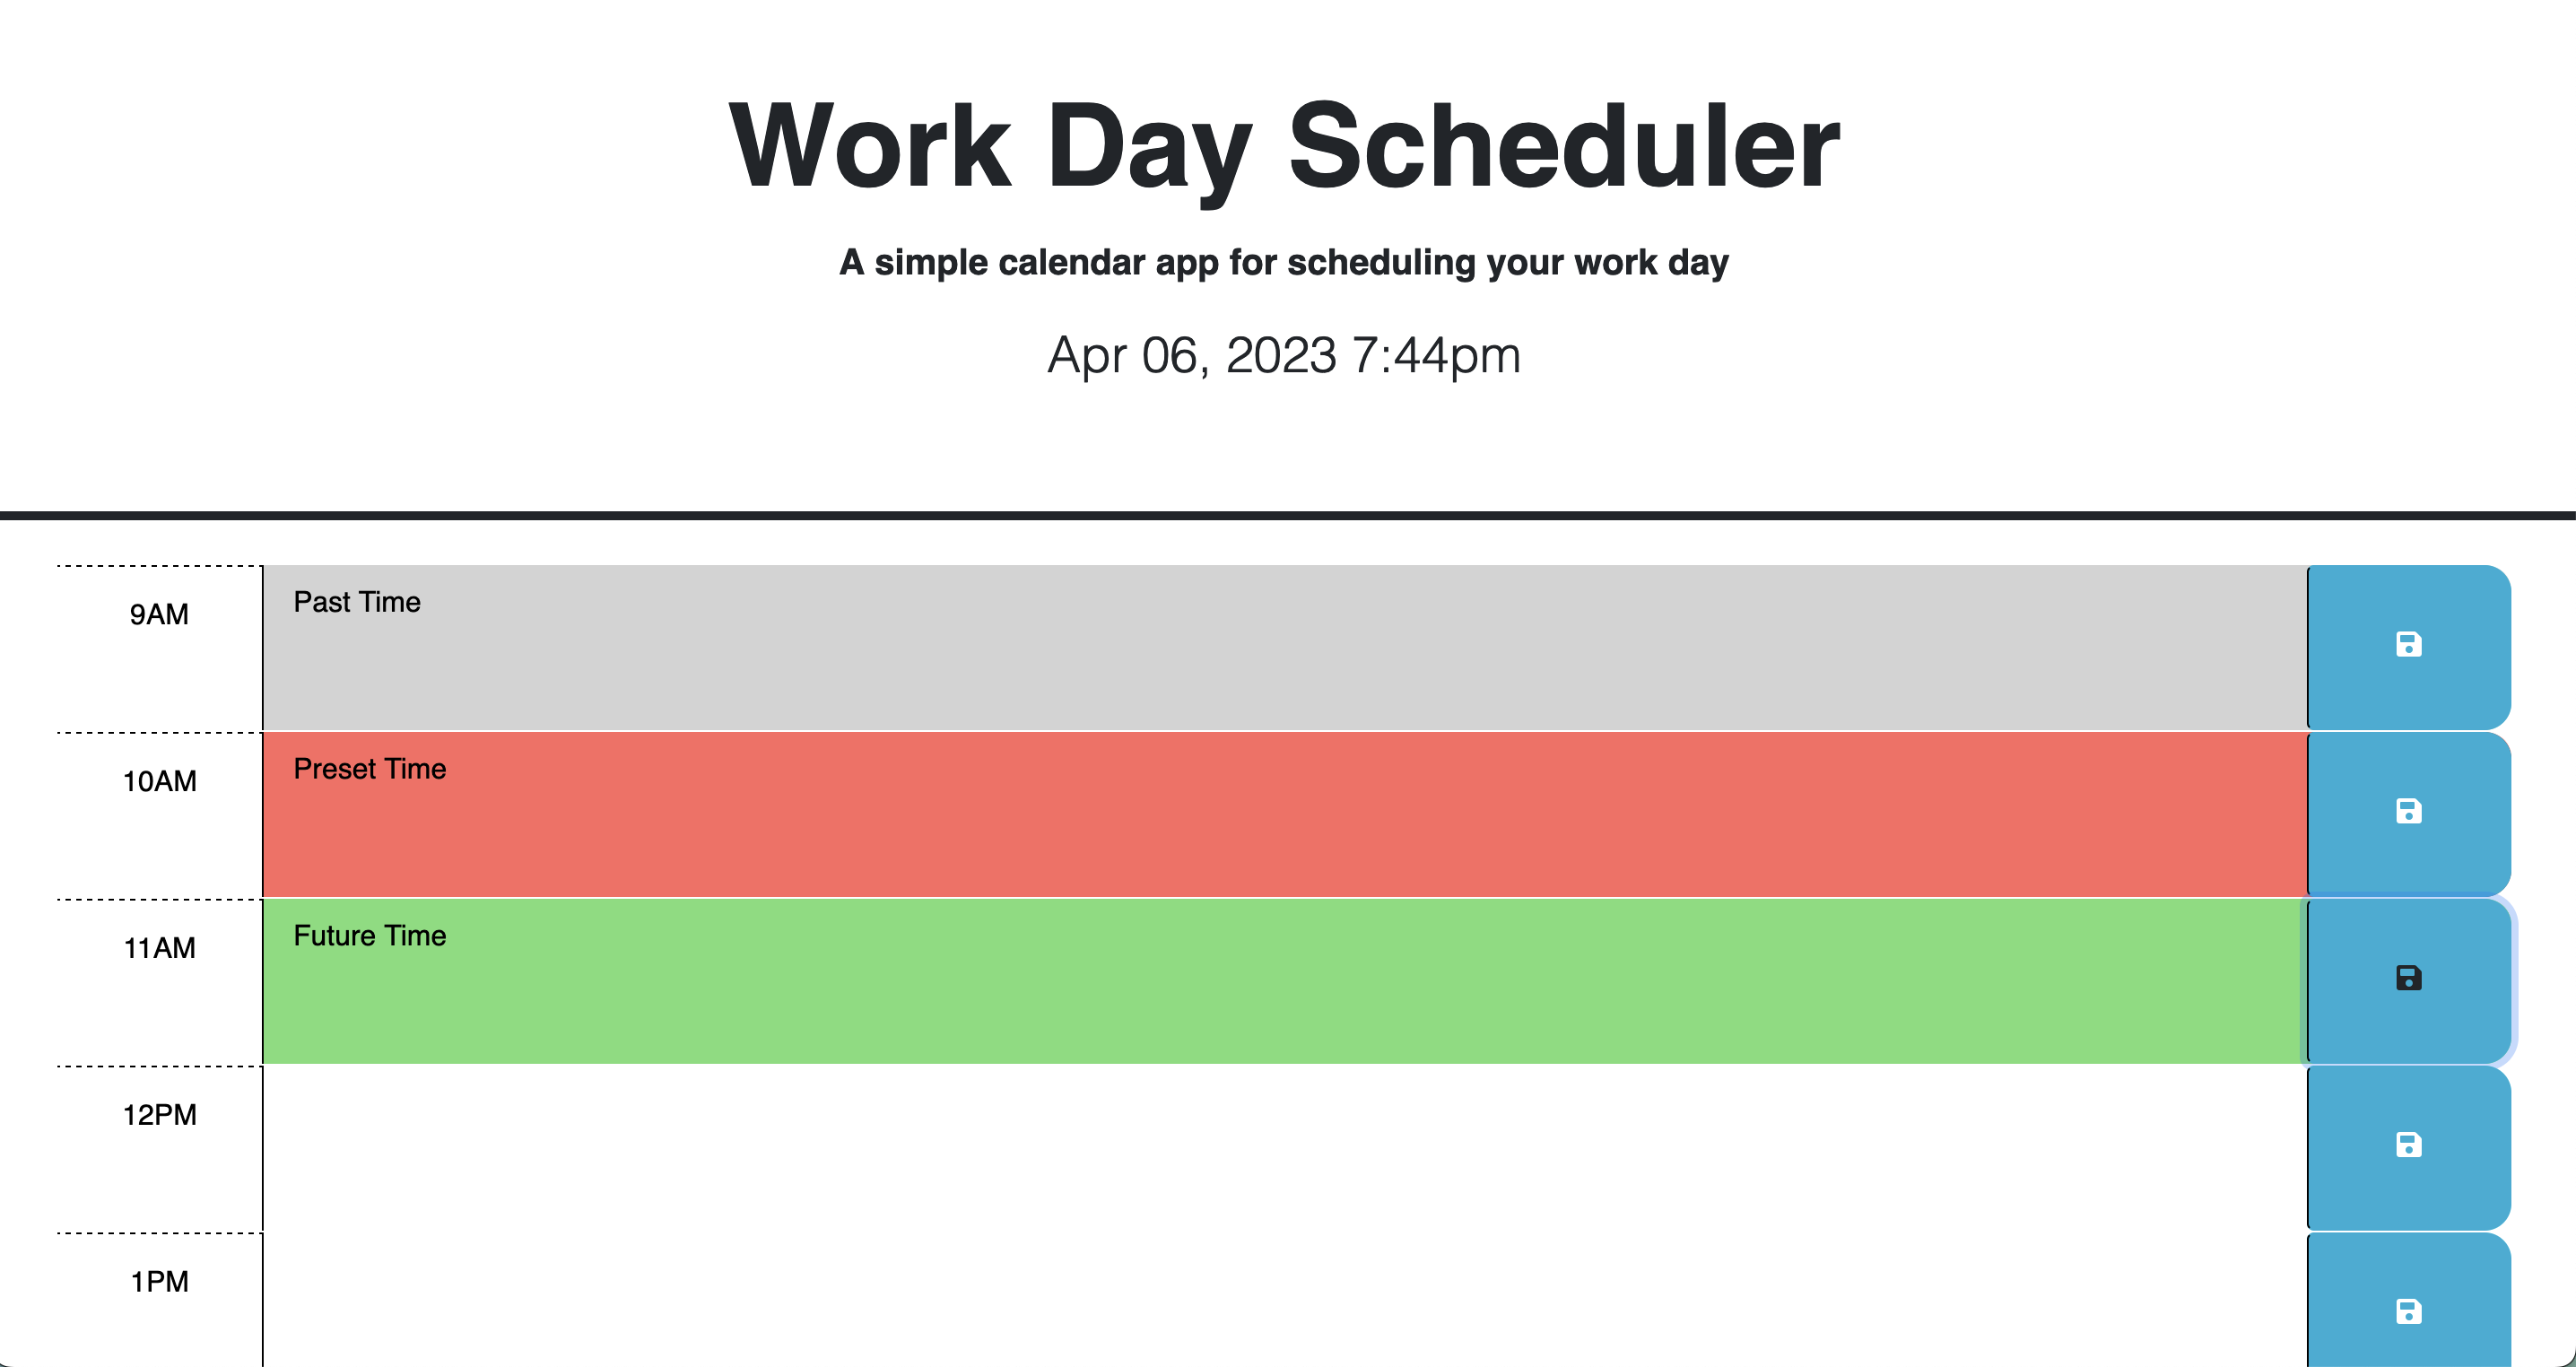 Work Day Scheduler
A simple calendar app for scheduling your work day
Apr 06, 2023 7:44pm
9AM
Past Time
10AM
Preset Time
11AM
Future Time
12PM
1PM